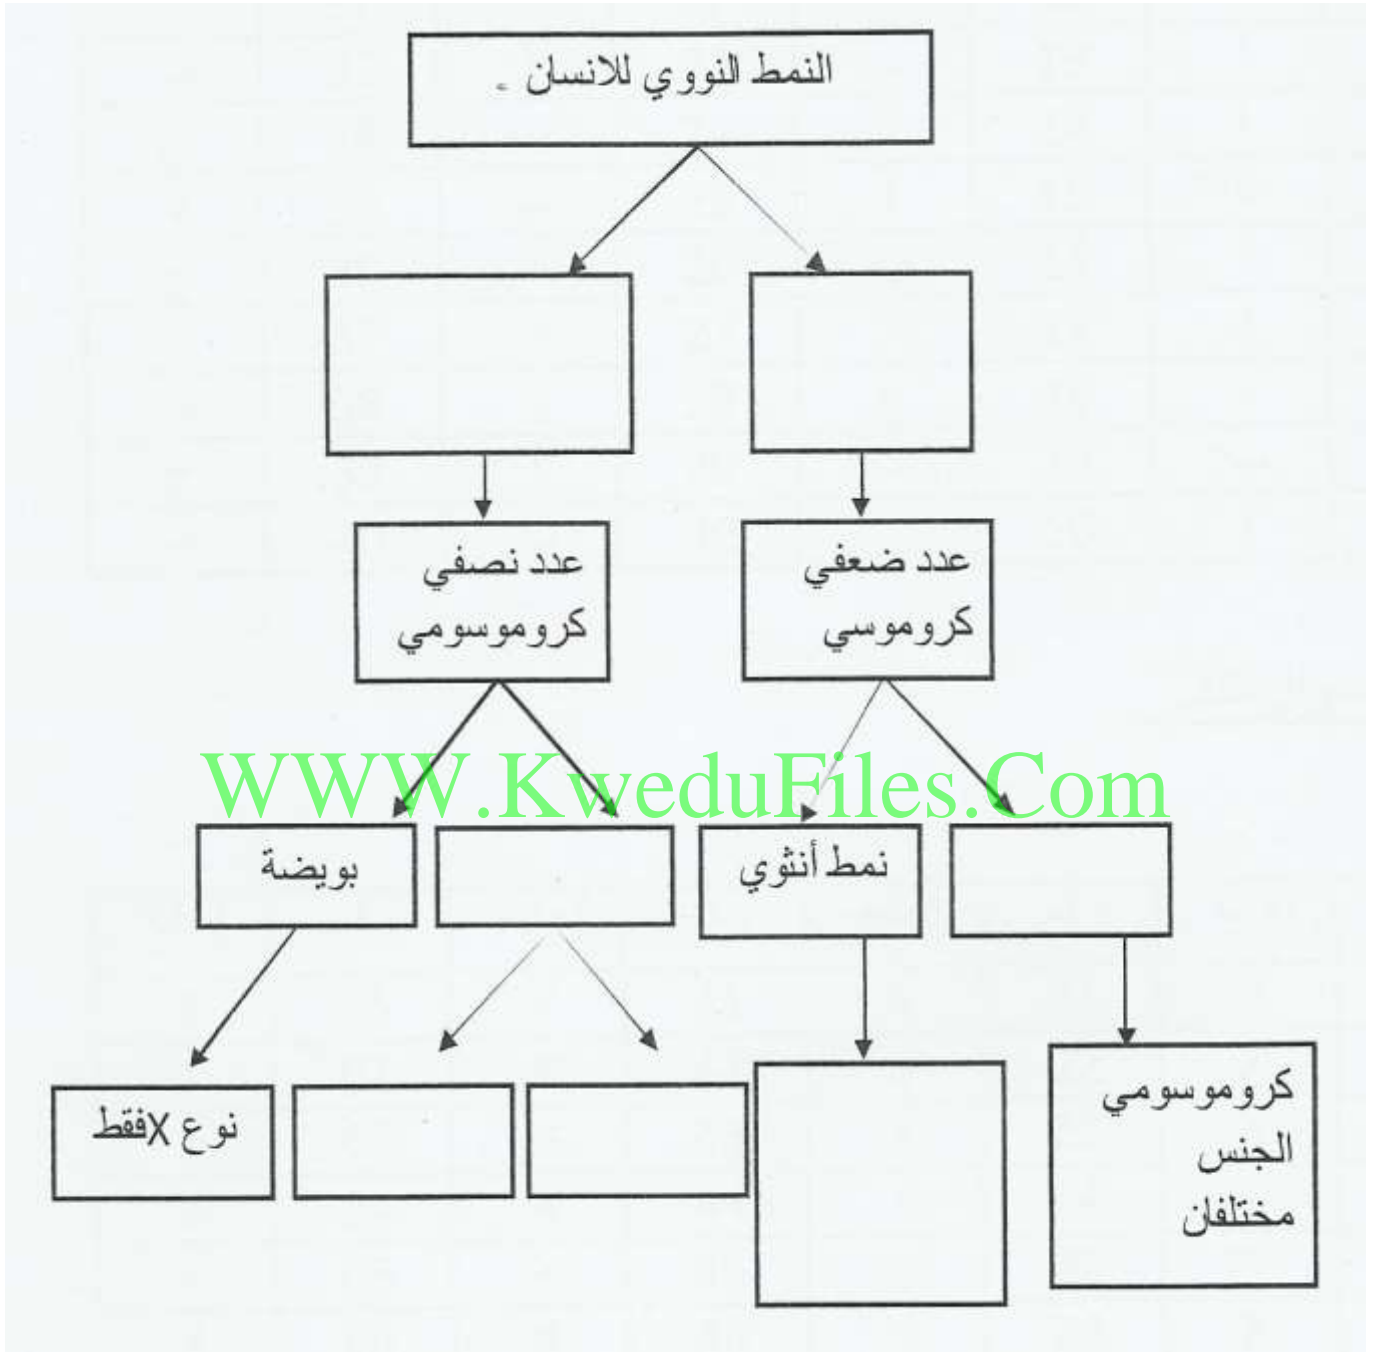 النمط النووي للانسان
عدد ضعفي
كروموسي
عدد نصفي
كروموسومي
WWW.KweduFiles.Com
نمط أنثوي
بويضة
كروموسومي
الجنس
مختلفان
نوع Xفقط